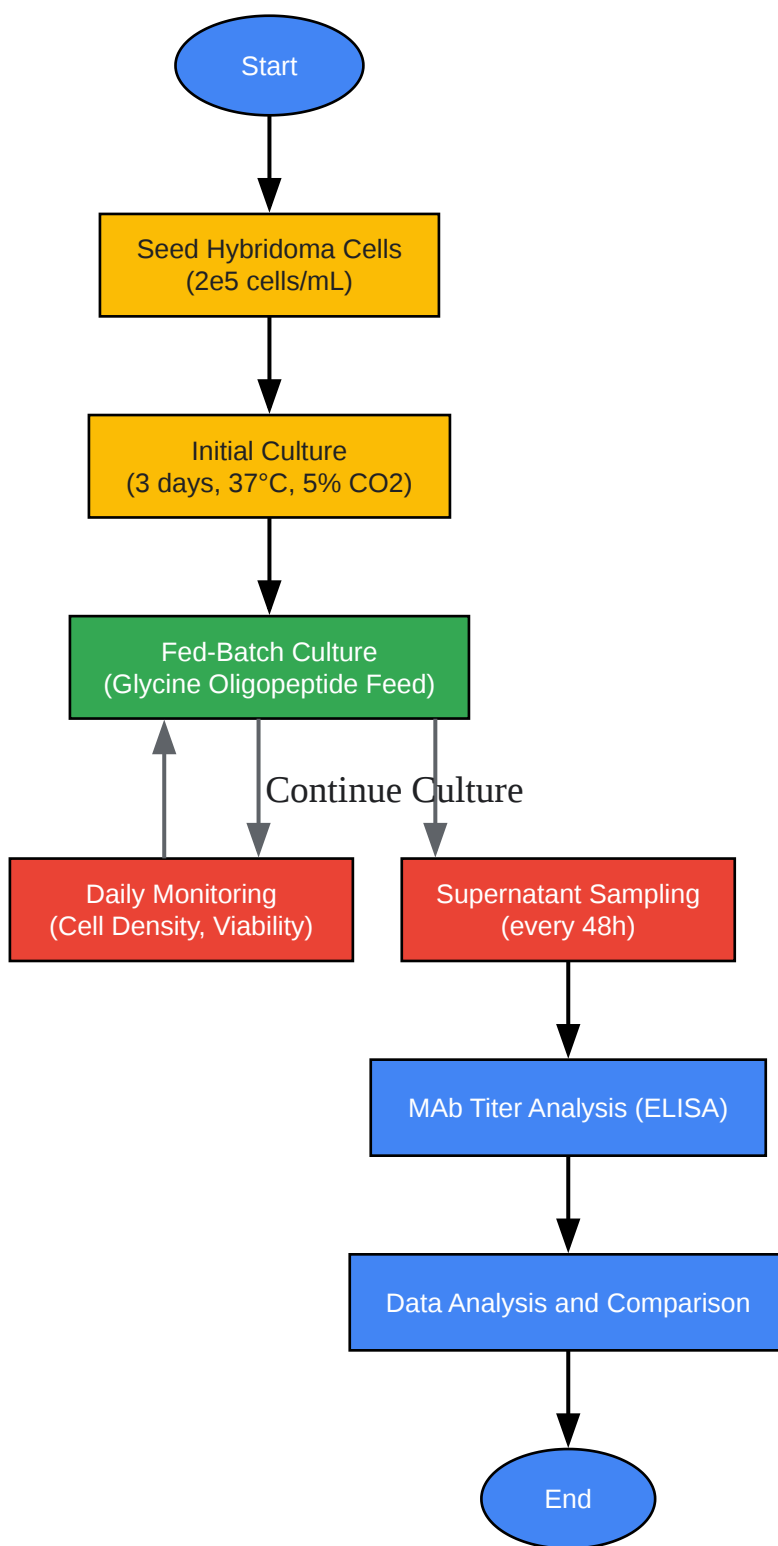 Start
Seed Hybridoma Cells
(2e5 cells/mL)
Initial Culture
(3 days, 37°C, 5% CO2)
Fed-Batch Culture
(Glycine Oligopeptide Feed)
Continue Culture
Daily Monitoring
(Cell Density, Viability)
Supernatant Sampling
(every 48h)
MAb Titer Analysis (ELISA)
Data Analysis and Comparison
End